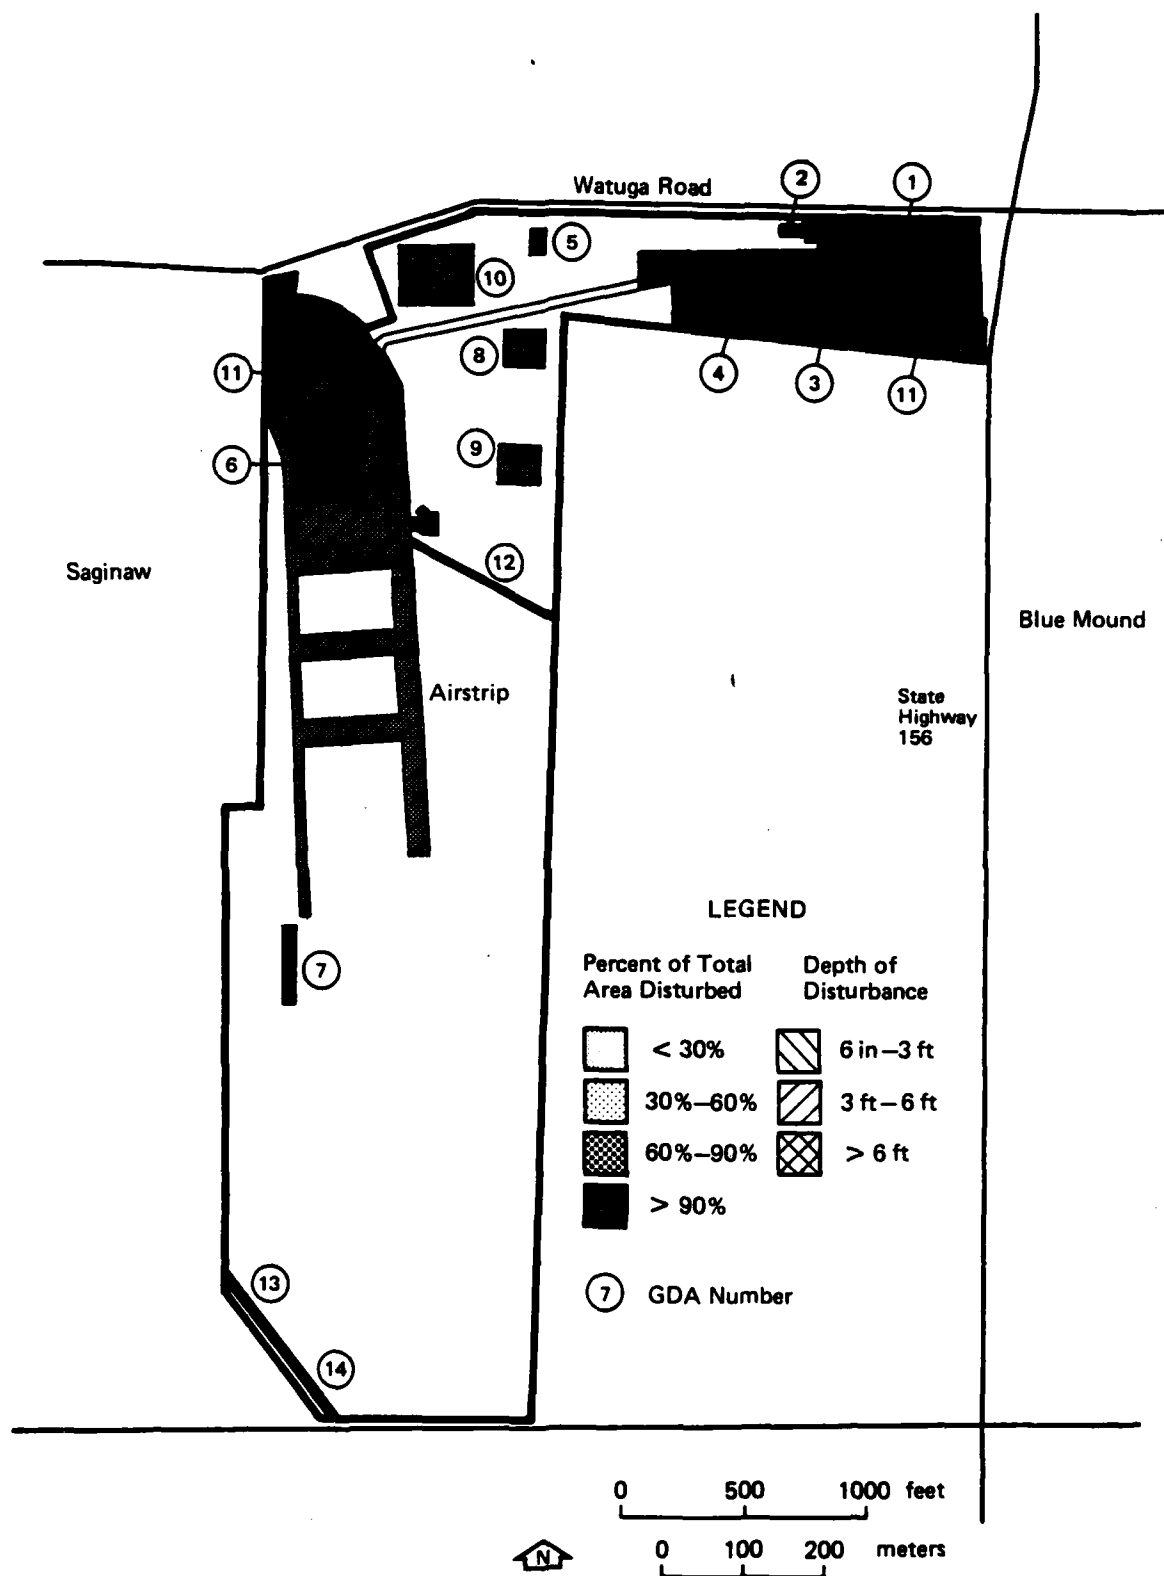 Watuga Road
2
1
5
10
11
8
4
3
11
6
9
12
Saginaw
Blue Mound
Airstrip
State
Highway
156
7
LEGEND
Percent of Total
Area Disturbed
Depth of
Disturbance
< 30%
6 in–3 ft
30%–60%
3 ft–6 ft
60%–90%
> 6 ft
> 90%
7 GDA Number
13
14
0 500 1000 feet
N
0 100 200 meters